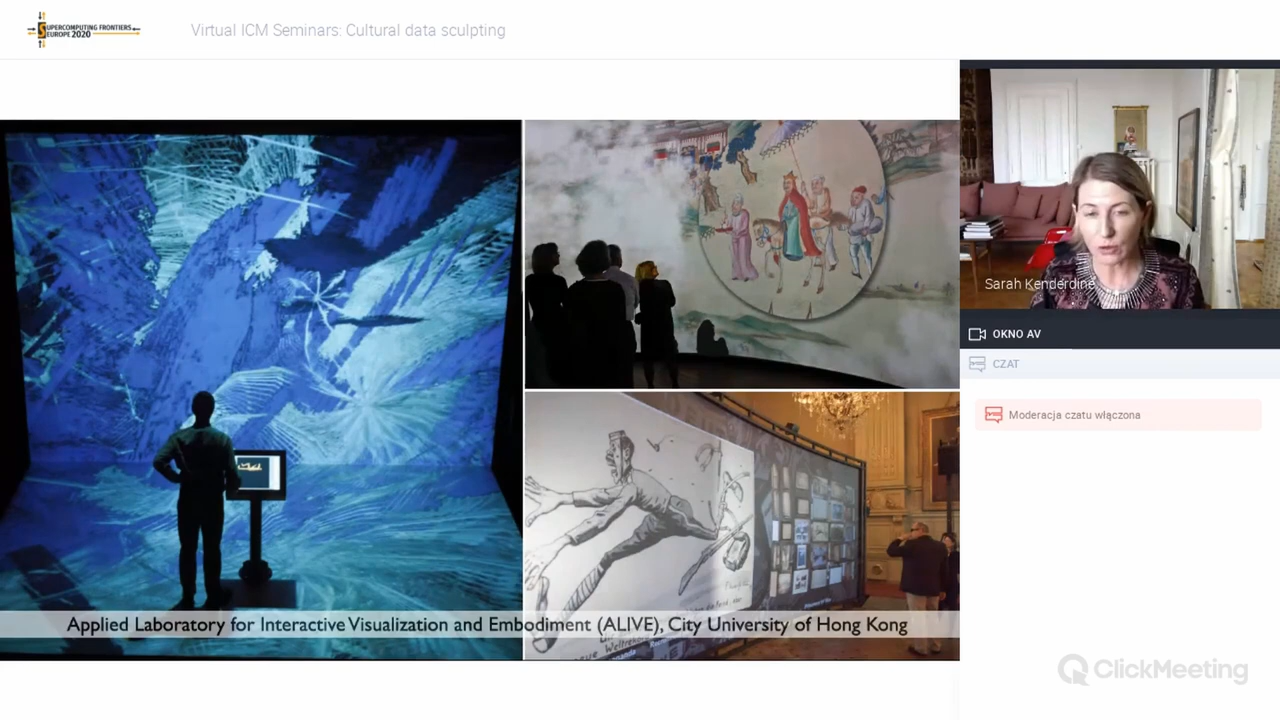 SUPERCOMPUTING FRONTIERS
EUROPE 2020
Virtual ICM Seminars: Cultural data sculpting
Sarah Kenderdine
OKNO AV
CZAT
Moderacja czatu włączona
Applied Laboratory for Interactive Visualization and Embodiment (ALIVE), City University of Hong Kong
ClickMeeting